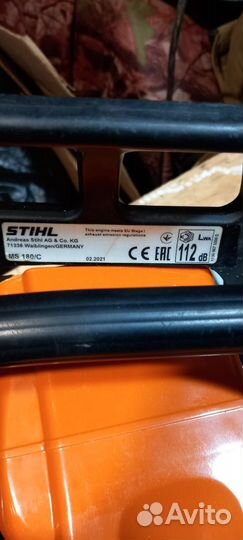 STIHL
Andreas Stihl AG & Co. KG
71336 Waiblingen/GERMANY
MS 180/C
This engine meets EU Stage I
exhaust emission regulations
02.2021
CE EAC
112 dB
LWA
Avito